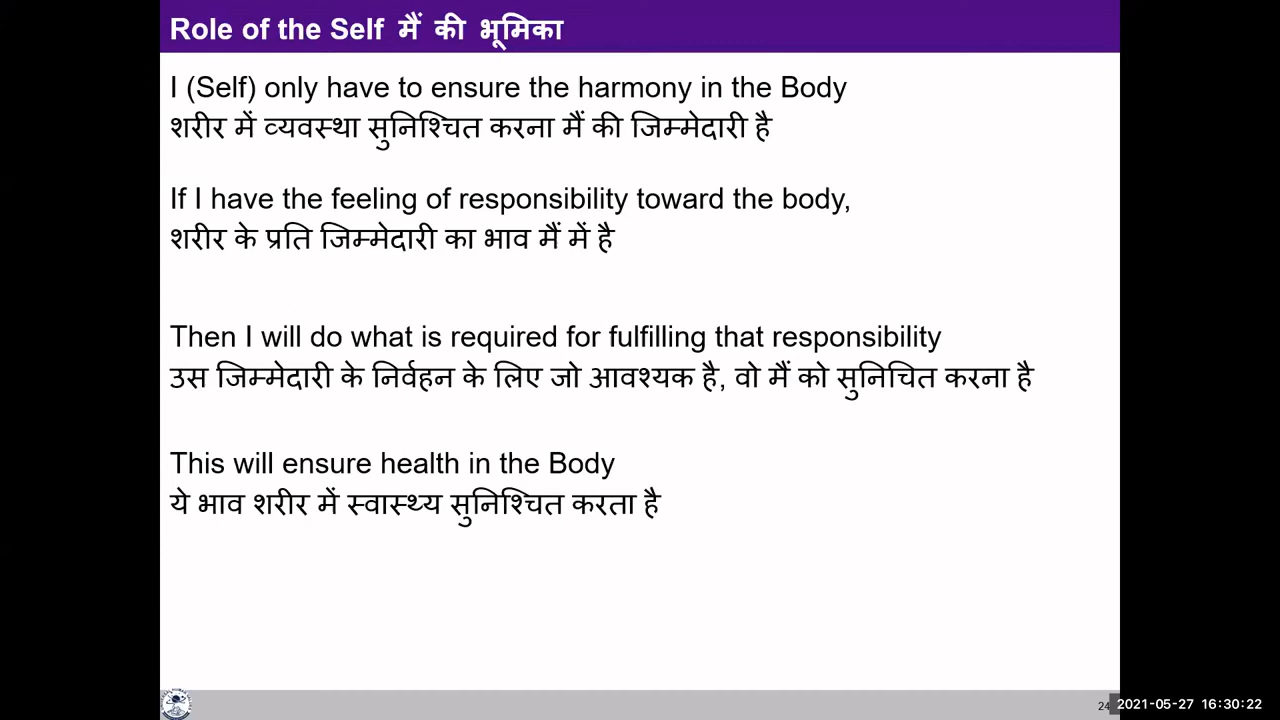 Role of the Self मैं की भूमिका
I (Self) only have to ensure the harmony in the Body
शरीर में व्यवस्था सुनिश्चित करना मैं की जिम्मेदारी है
If I have the feeling of responsibility toward the body,
शरीर के प्रति जिम्मेदारी का भाव मैं में है
Then I will do what is required for fulfilling that responsibility
उस जिम्मेदारी के निर्वहन के लिए जो आवश्यक है, वो मैं को सुनिचित करना है
This will ensure health in the Body
ये भाव शरीर में स्वास्थ्य सुनिश्चित करता है
24
2021-05-27 16:30:22